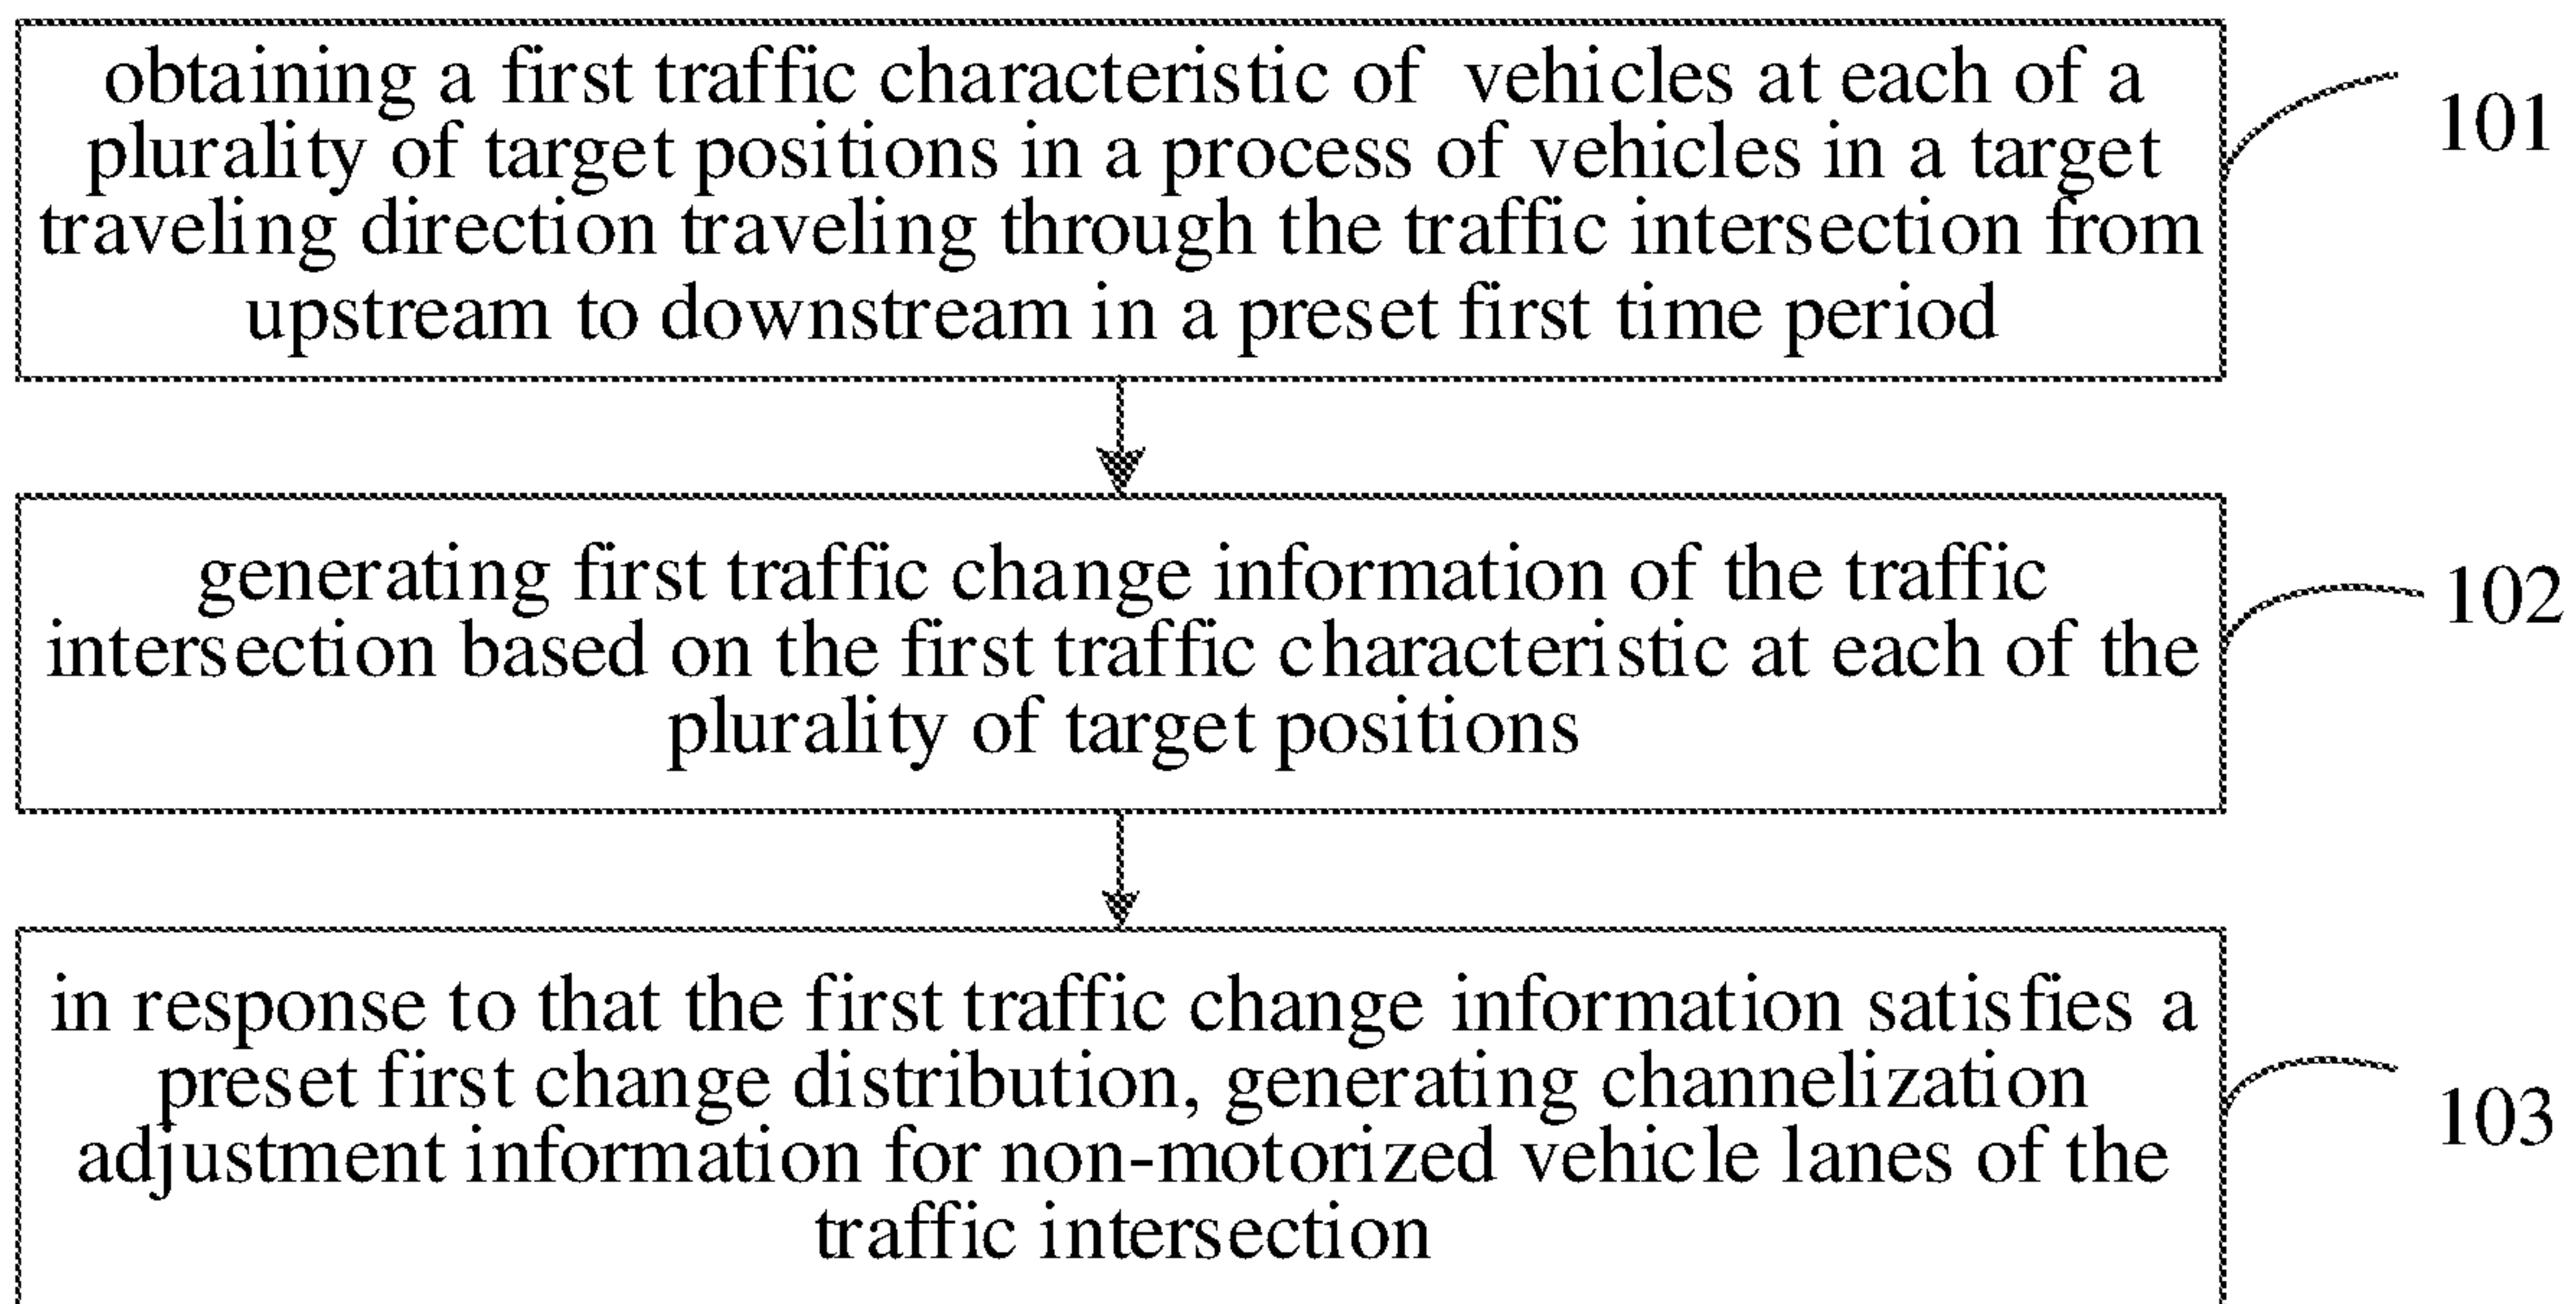 obtaining a first traffic characteristic of vehicles at each of a
plurality of target positions in a process of vehicles in a target
traveling direction traveling through the traffic intersection from
upstream to downstream in a preset first time period
101
generating first traffic change information of the traffic
intersection based on the first traffic characteristic at each of the
plurality of target positions
102
in response to that the first traffic change information satisfies a
preset first change distribution, generating channelization
adjustment information for non-motorized vehicle lanes of the
traffic intersection
103